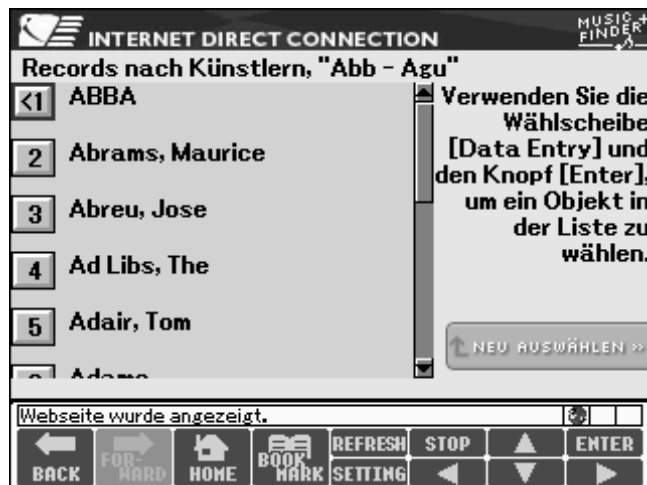 INTERNET DIRECT CONNECTION
MUSIC FINDER+
Records nach Künstlern, "Abb - Agu"
<1 ABBA
2 Abrams, Maurice
3 Abreu, Jose
4 Ad Libs, The
5 Adair, Tom
Verwenden Sie die
Wählscheibe
[Data Entry] und
den Knopf [Enter],
um ein Objekt in
der Liste zu
wählen.
NEU AUSWÄHLEN »
Webseite wurde angezeigt.
BACK
FOR-
WARD
HOME
BOOK
MARK
REFRESH
SETTING
STOP
ENTER